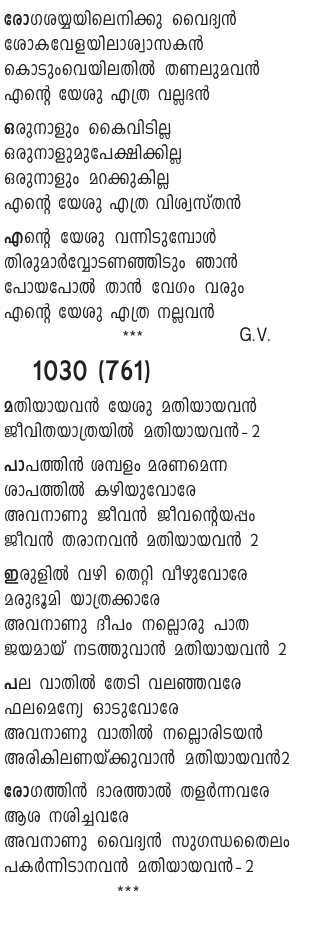 രോഗശയ്യയിലെനിക്കു വൈദ്യൻ
ശോകവേളയിലാശ്വാസകൻ
കൊടുംവെയിലതിൽ തണലുമവൻ
എന്റെ യേശു എത്ര വല്ലഭൻ
ഒരുനാളും കൈവിടില്ല
ഒരുനാളുമുപേക്ഷിക്കില്ല
ഒരുനാളും മറക്കുകില്ല
എന്റെ യേശു എത്ര വിശ്വസ്തൻ
എന്റെ യേശു വന്നിടുമ്പോൾ
തിരുമാർവ്വോടണഞ്ഞിടും ഞാൻ
പോയപോൽ താൻ വേഗം വരും
എന്റെ യേശു എത്ര നല്ലവൻ
*** G.V.
1030 (761)
മതിയായവൻ യേശു മതിയായവൻ
ജീവിതയാത്രയിൽ മതിയായവൻ-2
പാപത്തിൻ ശമ്പളം മരണമെന്ന
ശാപത്തിൽ കഴിയുവോരേ
അവനാണു ജീവൻ ജീവന്റെയപ്പം
ജീവൻ തരാനവൻ മതിയായവൻ 2
ഇരുളിൽ വഴി തെറ്റി വീഴുവോരേ
മരുഭൂമി യാത്രക്കാരേ
അവനാണു ദീപം നല്ലൊരു പാത
ജയമായ് നടത്തുവാൻ മതിയായവൻ 2
പല വാതിൽ തേടി വലഞ്ഞവരേ
ഫലമെന്യേ ഓടുവോരേ
അവനാണു വാതിൽ നല്ലൊരിടയൻ
അരികിലണയ്ക്കുവാൻ മതിയായവൻ2
രോഗത്തിൻ ഭാരത്താൽ തളർന്നവരേ
ആശ നശിച്ചവരേ
അവനാണു വൈദ്യൻ സുഗന്ധതൈലം
പകർന്നിടാനവൻ മതിയായവൻ-2
***